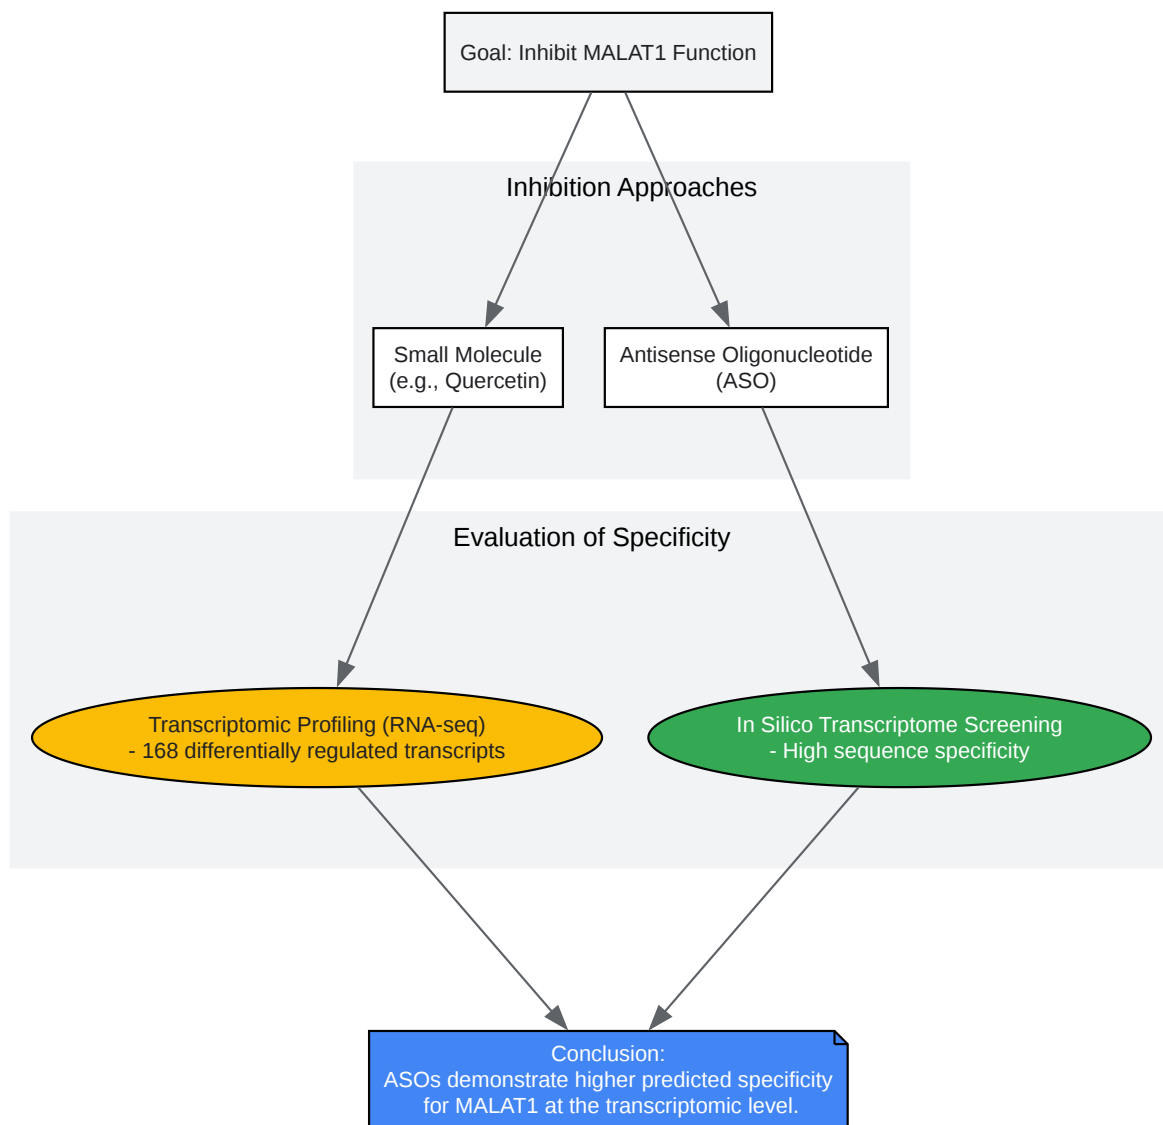 Goal: Inhibit MALAT1 Function
Inhibition Approaches
Small Molecule
(e.g., Quercetin)
Antisense Oligonucleotide
(ASO)
Evaluation of Specificity
Transcriptomic Profiling (RNA-seq)
- 168 differentially regulated transcripts
In Silico Transcriptome Screening
- High sequence specificity
Conclusion:
ASOs demonstrate higher predicted specificity
for MALAT1 at the transcriptomic level.